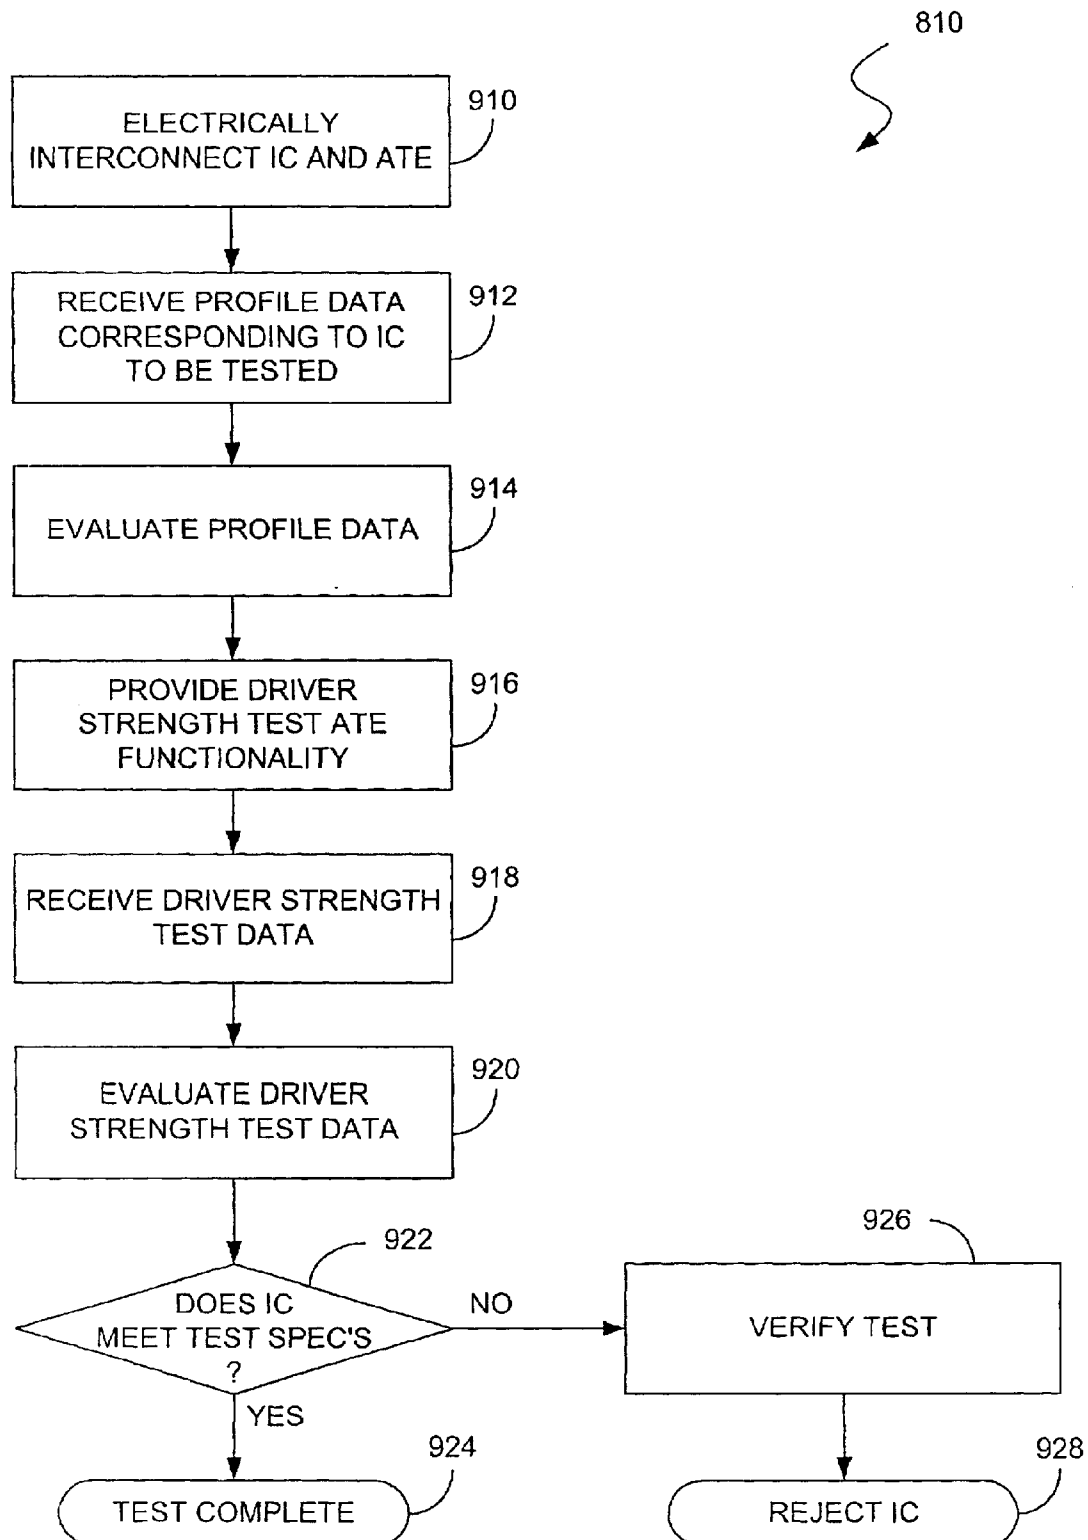 810
910
ELECTRICALLY
INTERCONNECT IC AND ATE
912
RECEIVE PROFILE DATA
CORRESPONDING TO IC
TO BE TESTED
914
EVALUATE PROFILE DATA
916
PROVIDE DRIVER
STRENGTH TEST ATE
FUNCTIONALITY
918
RECEIVE DRIVER STRENGTH
TEST DATA
920
EVALUATE DRIVER
STRENGTH TEST DATA
922
DOES IC
MEET TEST SPEC'S
?
NO
926
VERIFY TEST
YES
924
TEST COMPLETE
928
REJECT IC